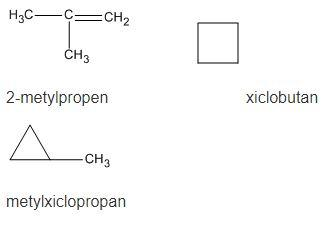 H3C—C=CH2
CH3
2-metylpropen xiclobutan
CH3
metylxiclopropan